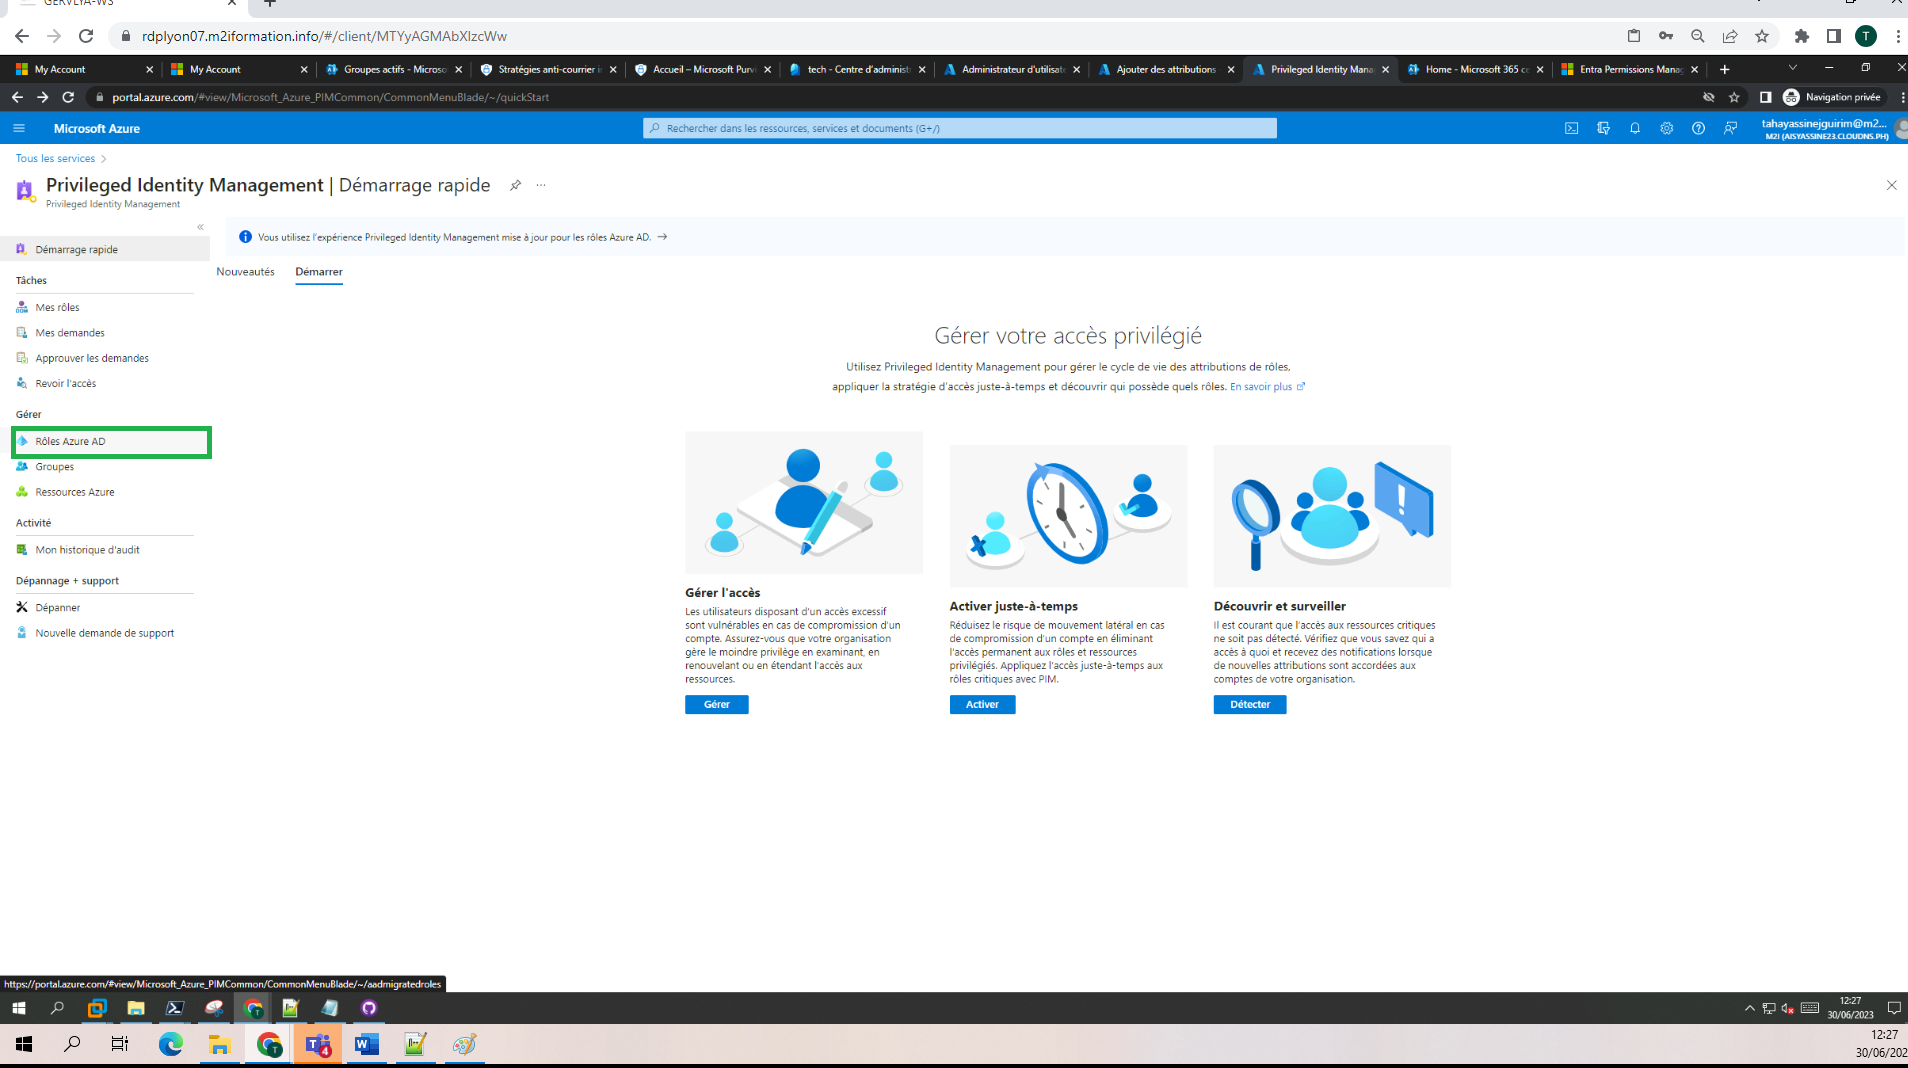 GERVLYA-WS
rdplyon07.m2iformation.info/#/client/MTYyAGMAbXlzcWw
T
My Account
My Account
Groupes actifs - Microso
Stratégies anti-courrier i
Accueil – Microsoft Purvi
tech - Centre d'administ
Administrateur d'utilisate
Ajouter des attributions
Privileged Identity Mana
Home - Microsoft 365 ce
Entra Permissions Manag
portal.azure.com/#view/Microsoft_Azure_PIMCommon/CommonMenuBlade/~/quickStart
Navigation privée
Microsoft Azure
Rechercher dans les ressources, services et documents (G+/)
tahayassinejguirim@m2...
M2I (AISYASSINE23.CLOUDNS.PH)
Tous les services
Privileged Identity Management | Démarrage rapide
Privileged Identity Management
Vous utilisez l'expérience Privileged Identity Management mise à jour pour les rôles Azure AD.
Démarrage rapide
Nouveautés
Démarrer
Tâches
Mes rôles
Mes demandes
Approuver les demandes
Revoir l'accès
Gérer
Rôles Azure AD
Groupes
Ressources Azure
Activité
Mon historique d'audit
Dépannage + support
Dépanner
Nouvelle demande de support
Gérer votre accès privilégié
Utilisez Privileged Identity Management pour gérer le cycle de vie des attributions de rôles,
appliquer la stratégie d'accès juste-à-temps et découvrir qui possède quels rôles. En savoir plus
Gérer l'accès
Les utilisateurs disposant d'un accès excessif
sont vulnérables en cas de compromission d'un
compte. Assurez-vous que votre organisation
gère le moindre privilège en examinant, en
renouvelant ou en étendant l'accès aux
ressources.
Gérer
Activer juste-à-temps
Réduisez le risque de mouvement latéral en cas
de compromission d'un compte en éliminant
l'accès permanent aux rôles et ressources
privilégiés. Appliquez l'accès juste-à-temps aux
rôles critiques avec PIM.
Activer
Découvrir et surveiller
Il est courant que l'accès aux ressources critiques
ne soit pas détecté. Vérifiez que vous savez qui a
accès à quoi et recevez des notifications lorsque
de nouvelles attributions sont accordées aux
comptes de votre organisation.
Détecter
https://portal.azure.com/#view/Microsoft_Azure_PIMCommon/CommonMenuBlade/~/aadmigratedroles
12:27
30/06/2023
4
12:27
30/06/202